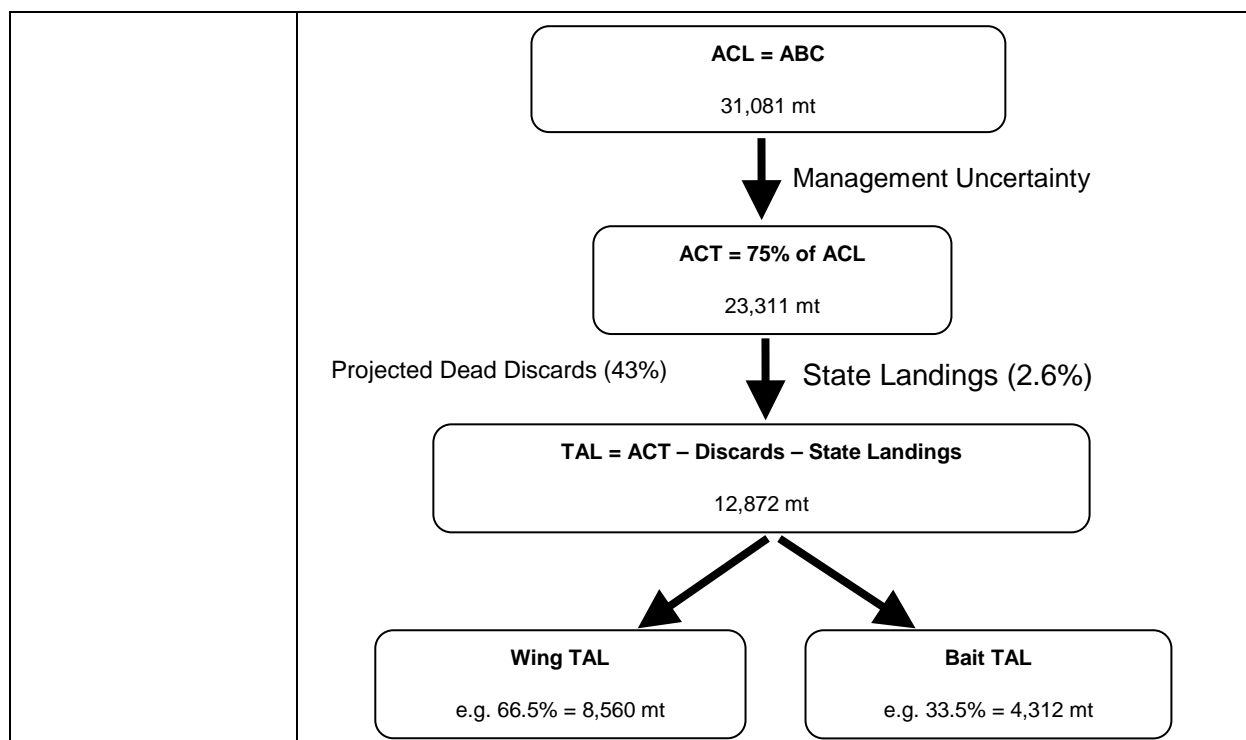 ACL = ABC
31,081 mt
Management Uncertainty
ACT = 75% of ACL
23,311 mt
Projected Dead Discards (43%)
State Landings (2.6%)
TAL = ACT – Discards – State Landings
12,872 mt
Wing TAL
e.g. 66.5% = 8,560 mt
Bait TAL
e.g. 33.5% = 4,312 mt